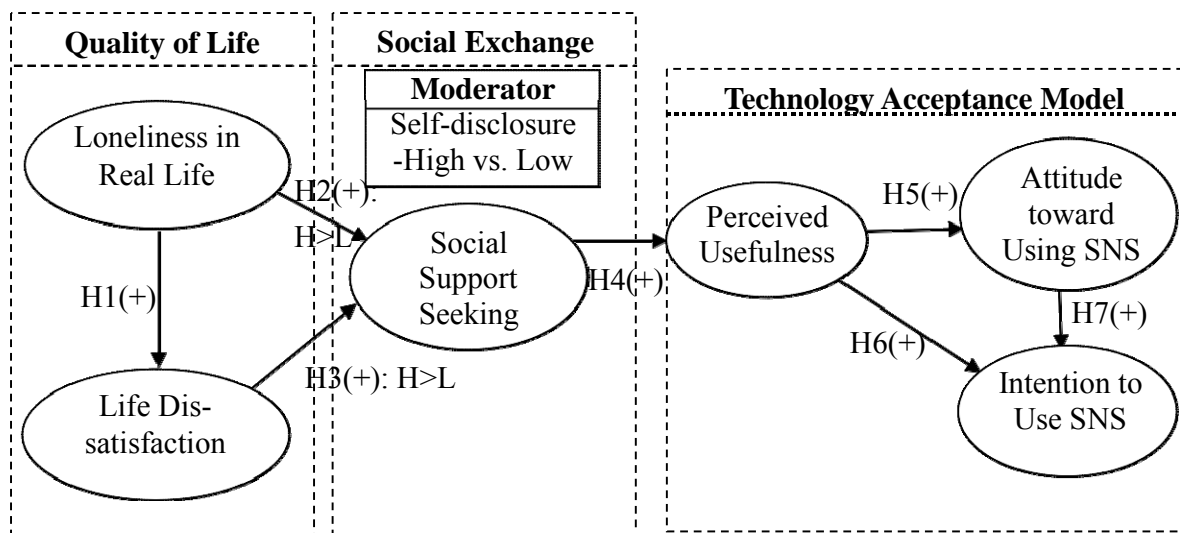 Quality of Life
Loneliness in
Real Life
H1(+)
Life Dis-
satisfaction
Social Exchange
Moderator
Self-disclosure
-High vs. Low
H2(+):
H>L
Social
Support
Seeking
H3(+): H>L
H4(+)
Technology Acceptance Model
Perceived
Usefulness
H5(+)
Attitude
toward
Using SNS
H6(+)
H7(+)
Intention to
Use SNS